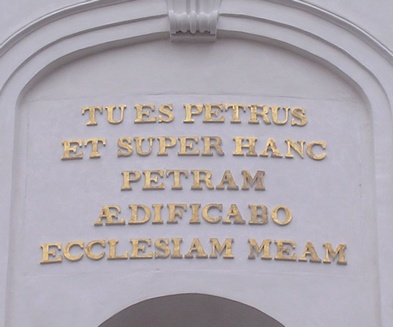 TU ES PETRUS
ET SUPER HANC
PETRAM
ÆDIFICABO
ECCLESIAM MEAM